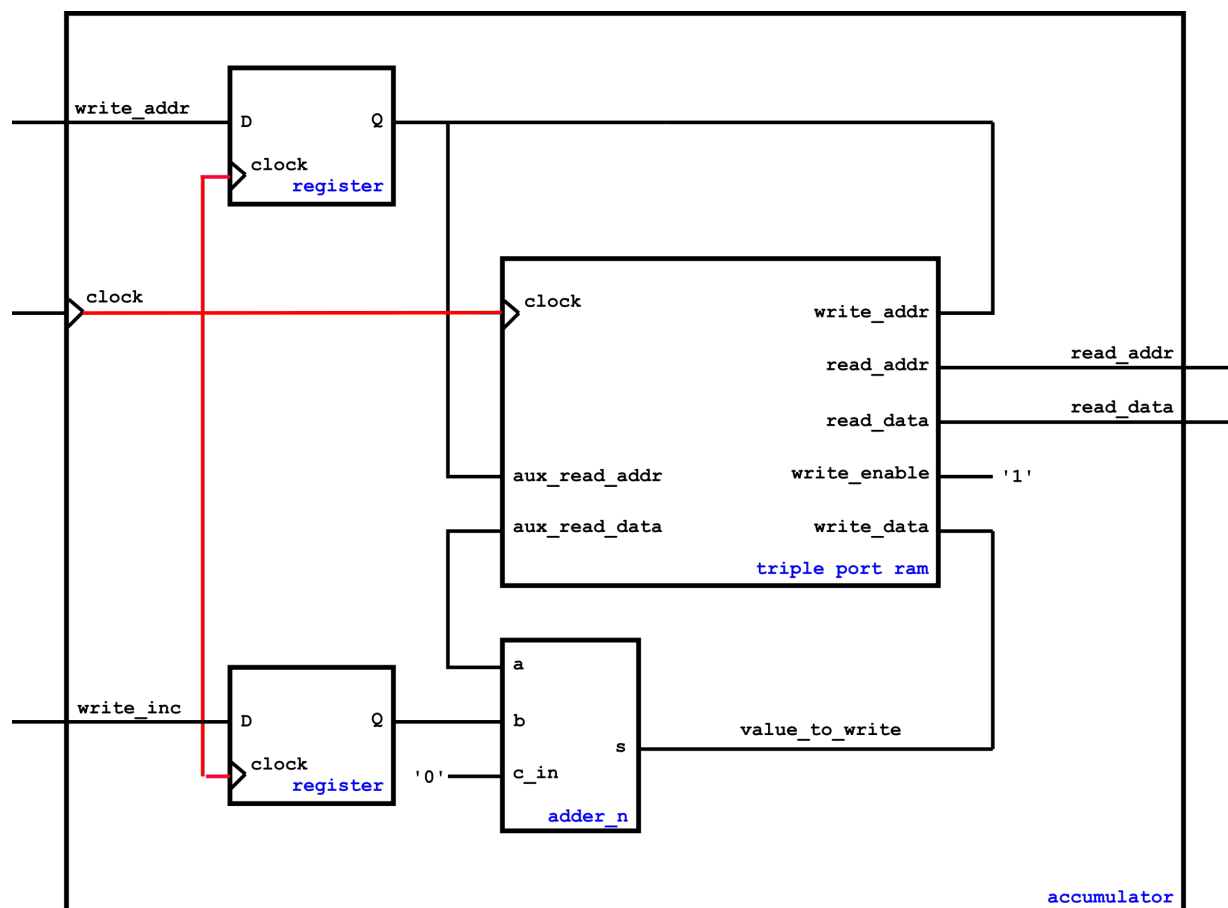 write_addr
D
Q
clock
register
clock
clock
write_addr
read_addr
read_addr
read_data
read_data
aux_read_addr
write_enable
'1'
aux_read_data
write_data
triple port ram
a
write_inc
D
Q
b
value_to_write
s
clock
register
'0'
c_in
adder_n
accumulator